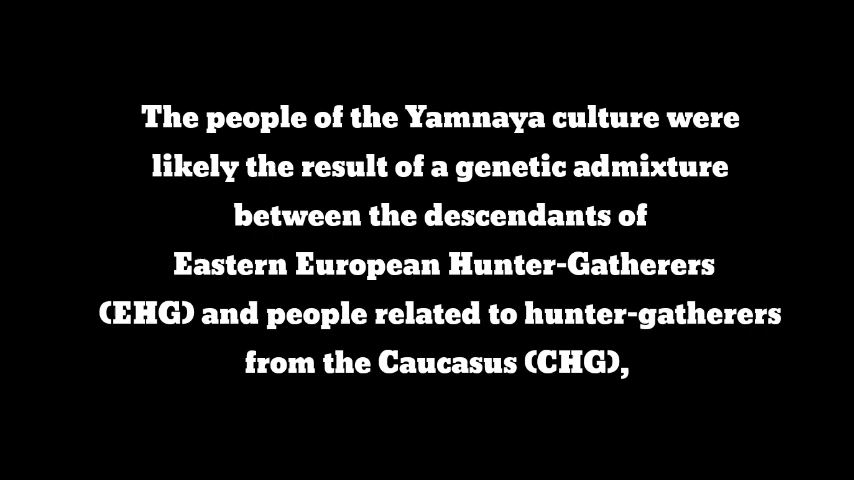 The people of the Yamnaya culture were
likely the result of a genetic admixture
between the descendants of
Eastern European Hunter-Gatherers
(EHG) and people related to hunter-gatherers
from the Caucasus (CHG),